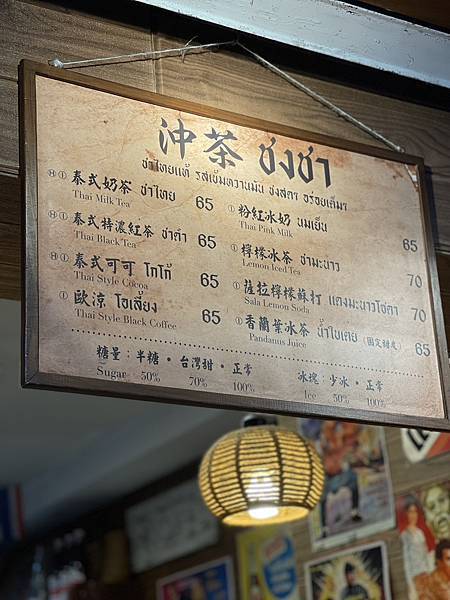 沖茶 ชงชา
ชาไทยแท้ รสเข้มหวานมัน ชงสดๆ อร่อยเต็มๆ
Ⓗ Ⓘ 泰式奶茶 ชาไทย 65
Thai Milk Tea
Ⓗ Ⓘ 泰式特濃紅茶 ชาดำ 65
Thai Black Tea
Ⓗ Ⓘ 泰式可可 โกโก้ 65
Thai Style Cocoa
Ⓘ 歐涼 โอเลี้ยง 65
Thai Style Black Coffee
Ⓘ 粉紅冰奶 นมเย็น 65
Thai Pink Milk
Ⓘ 檸檬冰茶 ชามะนาว 70
Lemon Iced Tea
Ⓘ 薩拉檸檬蘇打 แดงมะนาวโซดา 70
Sala Lemon Soda
Ⓘ 香蘭葉冰茶 น้ำใบเตย (固定甜度) 65
Pandanus Juice
糖量：半糖・台灣甜・正常
Sugar 50% 70% 100%
冰塊：少冰・正常
Ice 50% 100%